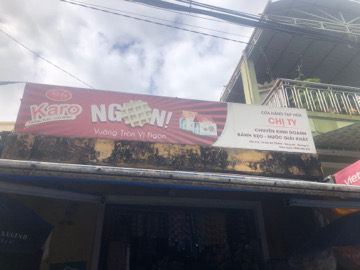 Karo
NGON!
Vuông Tròn Vị Ngon
CỬA HÀNG TẠP HÓA
CHỊ TY
CHUYÊN KINH DOANH
BÁNH KẸO - NƯỚC GIẢI KHÁT